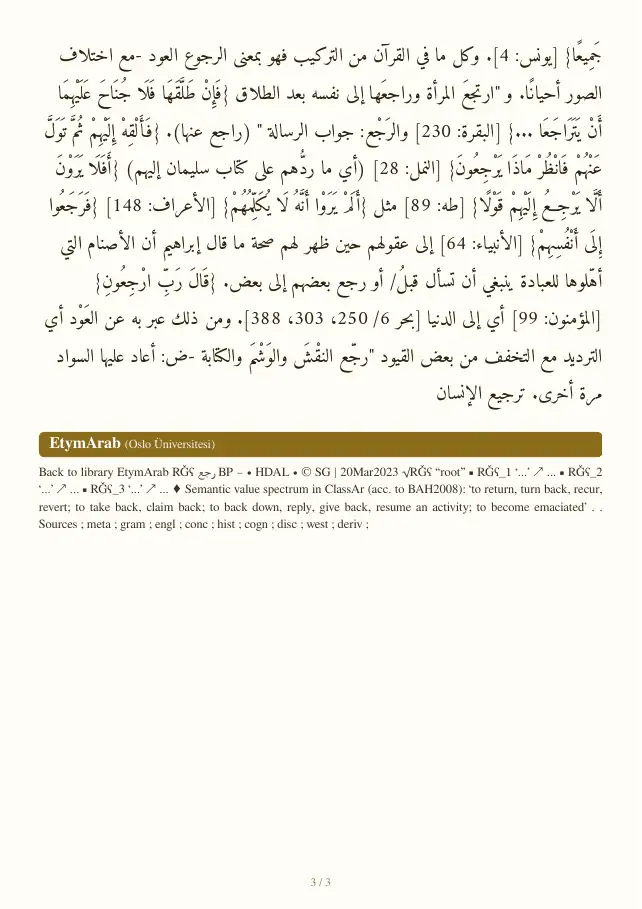 جَمِيعًا} [يونس: 4]. وكل ما في القرآن من التركيب فهو بمعنى الرجوع العود -مع اختلاف
الصور أحيانًا. و "ارتجعَ المرأة وراجعَها إلى نفسه بعد الطلاق {فَإِنْ طَلَّقَهَا فَلَا جُنَاحَ عَلَيْهِمَا
أَنْ يَتَرَاجَعَا ...} [البقرة: 230] والرَجْع: جواب الرسالة " (راجع عنها). {فَأَلْقِهْ إِلَيْهِمْ ثُمَّ تَوَلَّ
عَنْهُمْ فَانْظُرْ مَاذَا يَرْجِعُونَ} [النمل: 28] (أي ما ردُّهم على كتاب سليمان إليهم) {أَفَلَا يَرَوْنَ
أَلَّا يَرْجِعُ إِلَيْهِمْ قَوْلًا} [طه: 89] مثل {أَلَمْ يَرَوْا أَنَّهُ لَا يُكَلِّمُهُمْ} [الأعراف: 148] {فَرَجَعُوا
إِلَى أَنْفُسِهِمْ} [الأنبياء: 64] إلى عقولهم حين ظهر لهم صحة ما قال إبراهيم أن الأصنام التي
أهّلوها للعبادة ينبغي أن تسأل قبلُ/ أو رجع بعضهم إلى بعض. {قَالَ رَبِّ ارْجِعُونِ}
[المؤمنون: 99] أي إلى الدنيا [بحر 6/ 250، 303، 388]. ومن ذلك عبر به عن العَوْد أي
الترديد مع التخفف من بعض القيود "رجّع النقْشَ والوَشْمَ والكتابة -ض: أعاد عليها السواد
مرة أخرى. ترجيع الإنسان
EtymArab (Oslo Üniversitesi)
Back to library EtymArab RǦʕ رجع BP – • HDAL • © SG | 20Mar2023 √RǦʕ “root” ▪ RǦʕ_1 ‘...’ ↗ ... ▪ RǦʕ_2
‘...’ ↗ ... ▪ RǦʕ_3 ‘...’ ↗ ... ♦ Semantic value spectrum in ClassAr (acc. to BAH2008): ‘to return, turn back, recur,
revert; to take back, claim back; to back down, reply, give back, resume an activity; to become emaciated’ . .
Sources ; meta ; gram ; engl ; conc ; hist ; cogn ; disc ; west ; deriv ;
3 / 3